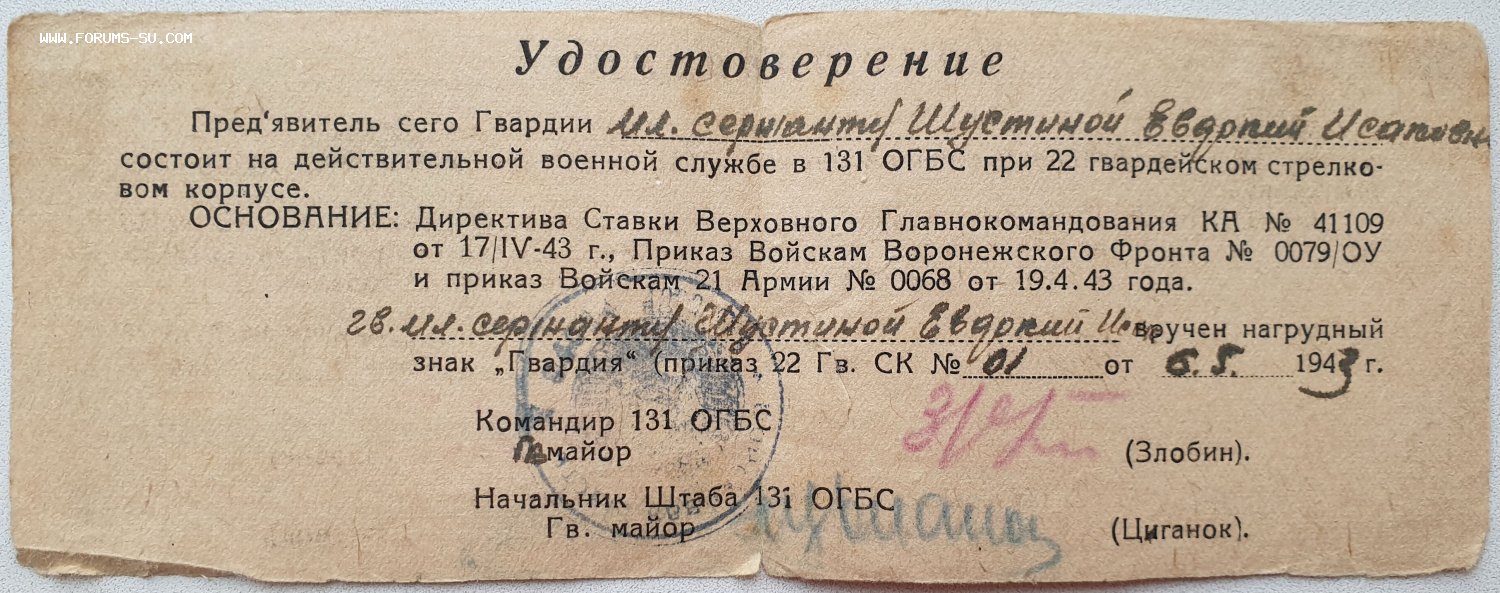 WWW.FORUMS-SU.COM
Удостоверение
Пред'явитель сего Гвардии мл. сержанту Шустиной Евдокий Исаковн
состоит на действительной военной службе в 131 ОГБС при 22 гвардейском стрелко-
вом корпусе.
ОСНОВАНИЕ: Директива Ставки Верховного Главнокомандования КА № 41109
от 17/IV-43 г., Приказ Войскам Воронежского Фронта № 0079/ОУ
и приказ Войскам 21 Армии № 0068 от 19.4.43 года.
гв. мл. сержанту Шустиной Евдокий Иса вручен нагрудный
знак „Гвардия“ (приказ 22 Гв. СК № 01 от 6.5. 1943 г.
Командир 131 ОГБС
майор (Злобин).
Начальник Штаба 131 ОГБС
Гв. майор (Циганок).